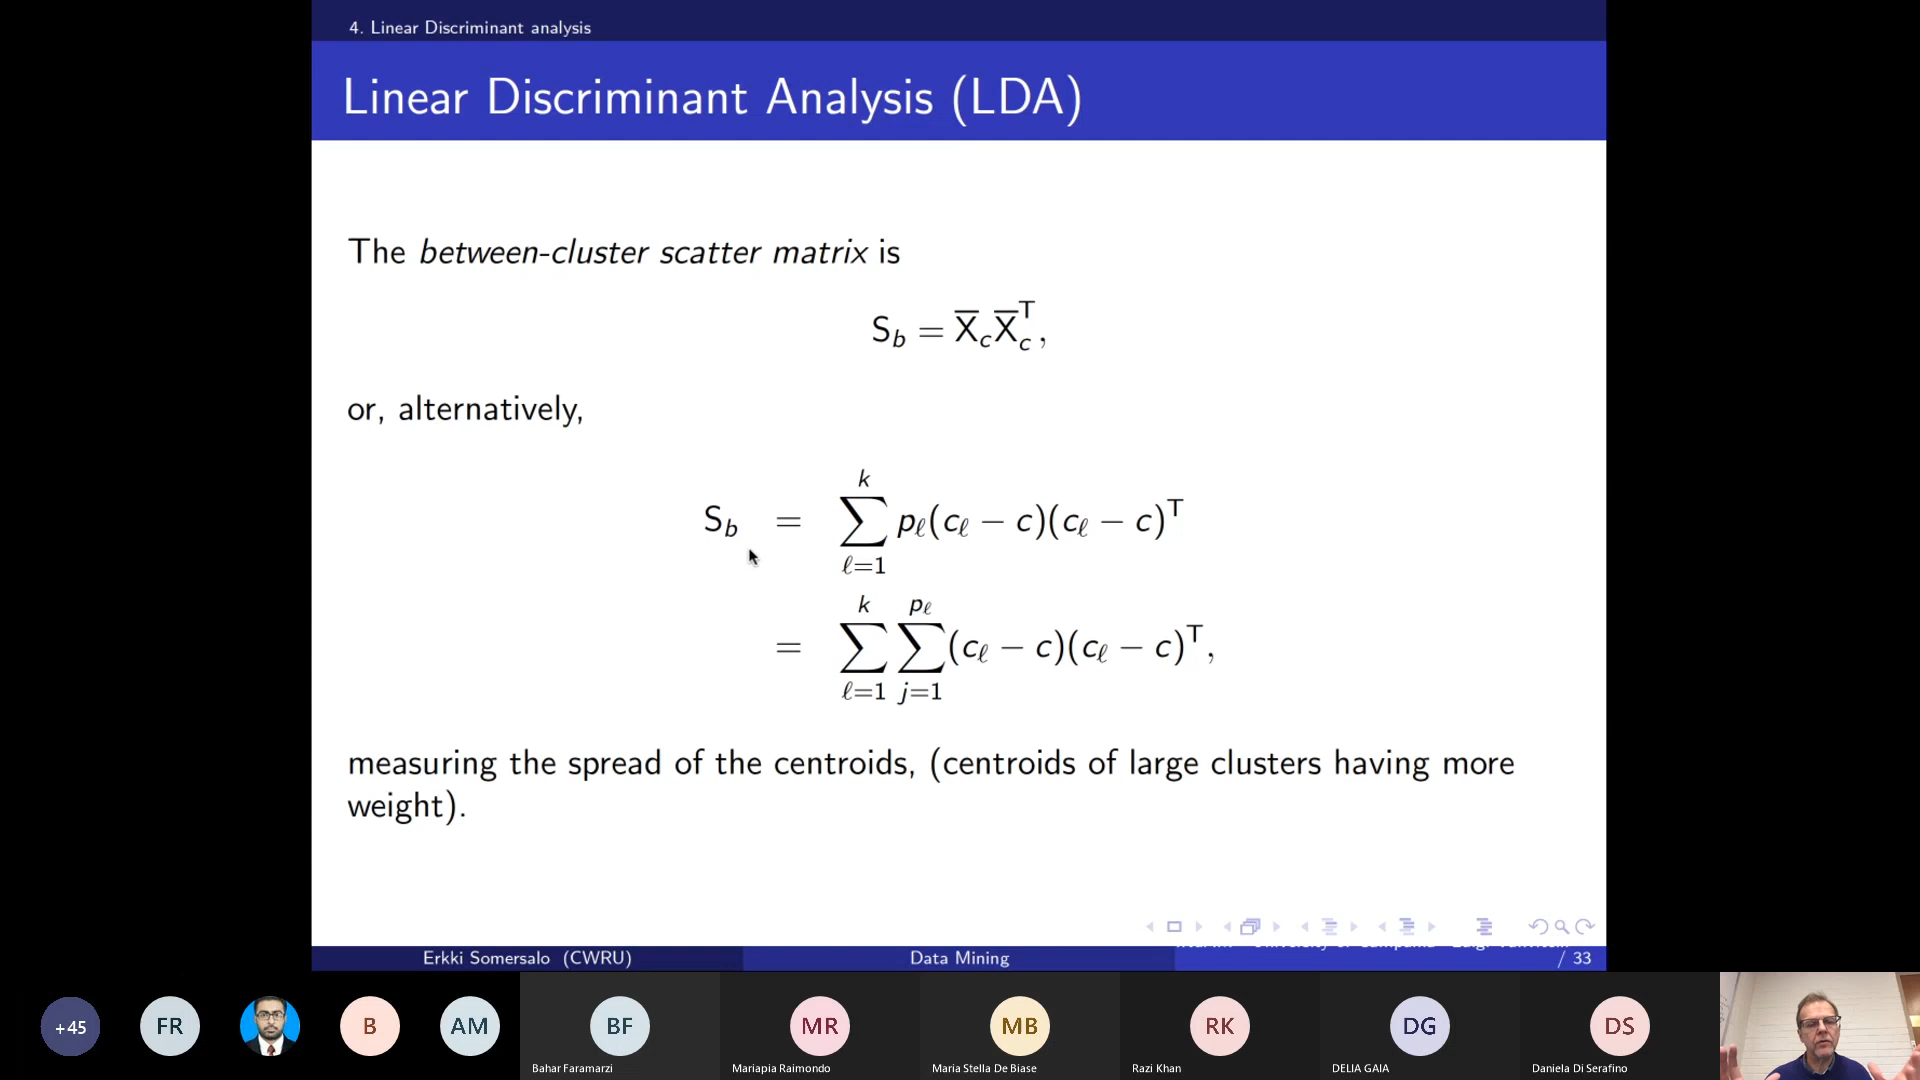 4. Linear Discriminant analysis
Linear Discriminant Analysis (LDA)
The between-cluster scatter matrix is
S_b = X̅_c X̅_c^T,
or, alternatively,
S_b = ∑_{ℓ=1}^{k} p_ℓ(c_ℓ − c)(c_ℓ − c)^T
= ∑_{ℓ=1}^{k} ∑_{j=1}^{p_ℓ} (c_ℓ − c)(c_ℓ − c)^T,
measuring the spread of the centroids, (centroids of large clusters having more
weight).
Erkki Somersalo (CWRU) Data Mining / 33
+45 FR B AM BF MR MB RK DG DS
Bahar Faramarzi Mariapia Raimondo Maria Stella De Biase Razi Khan DELIA GAIA Daniela Di Serafino